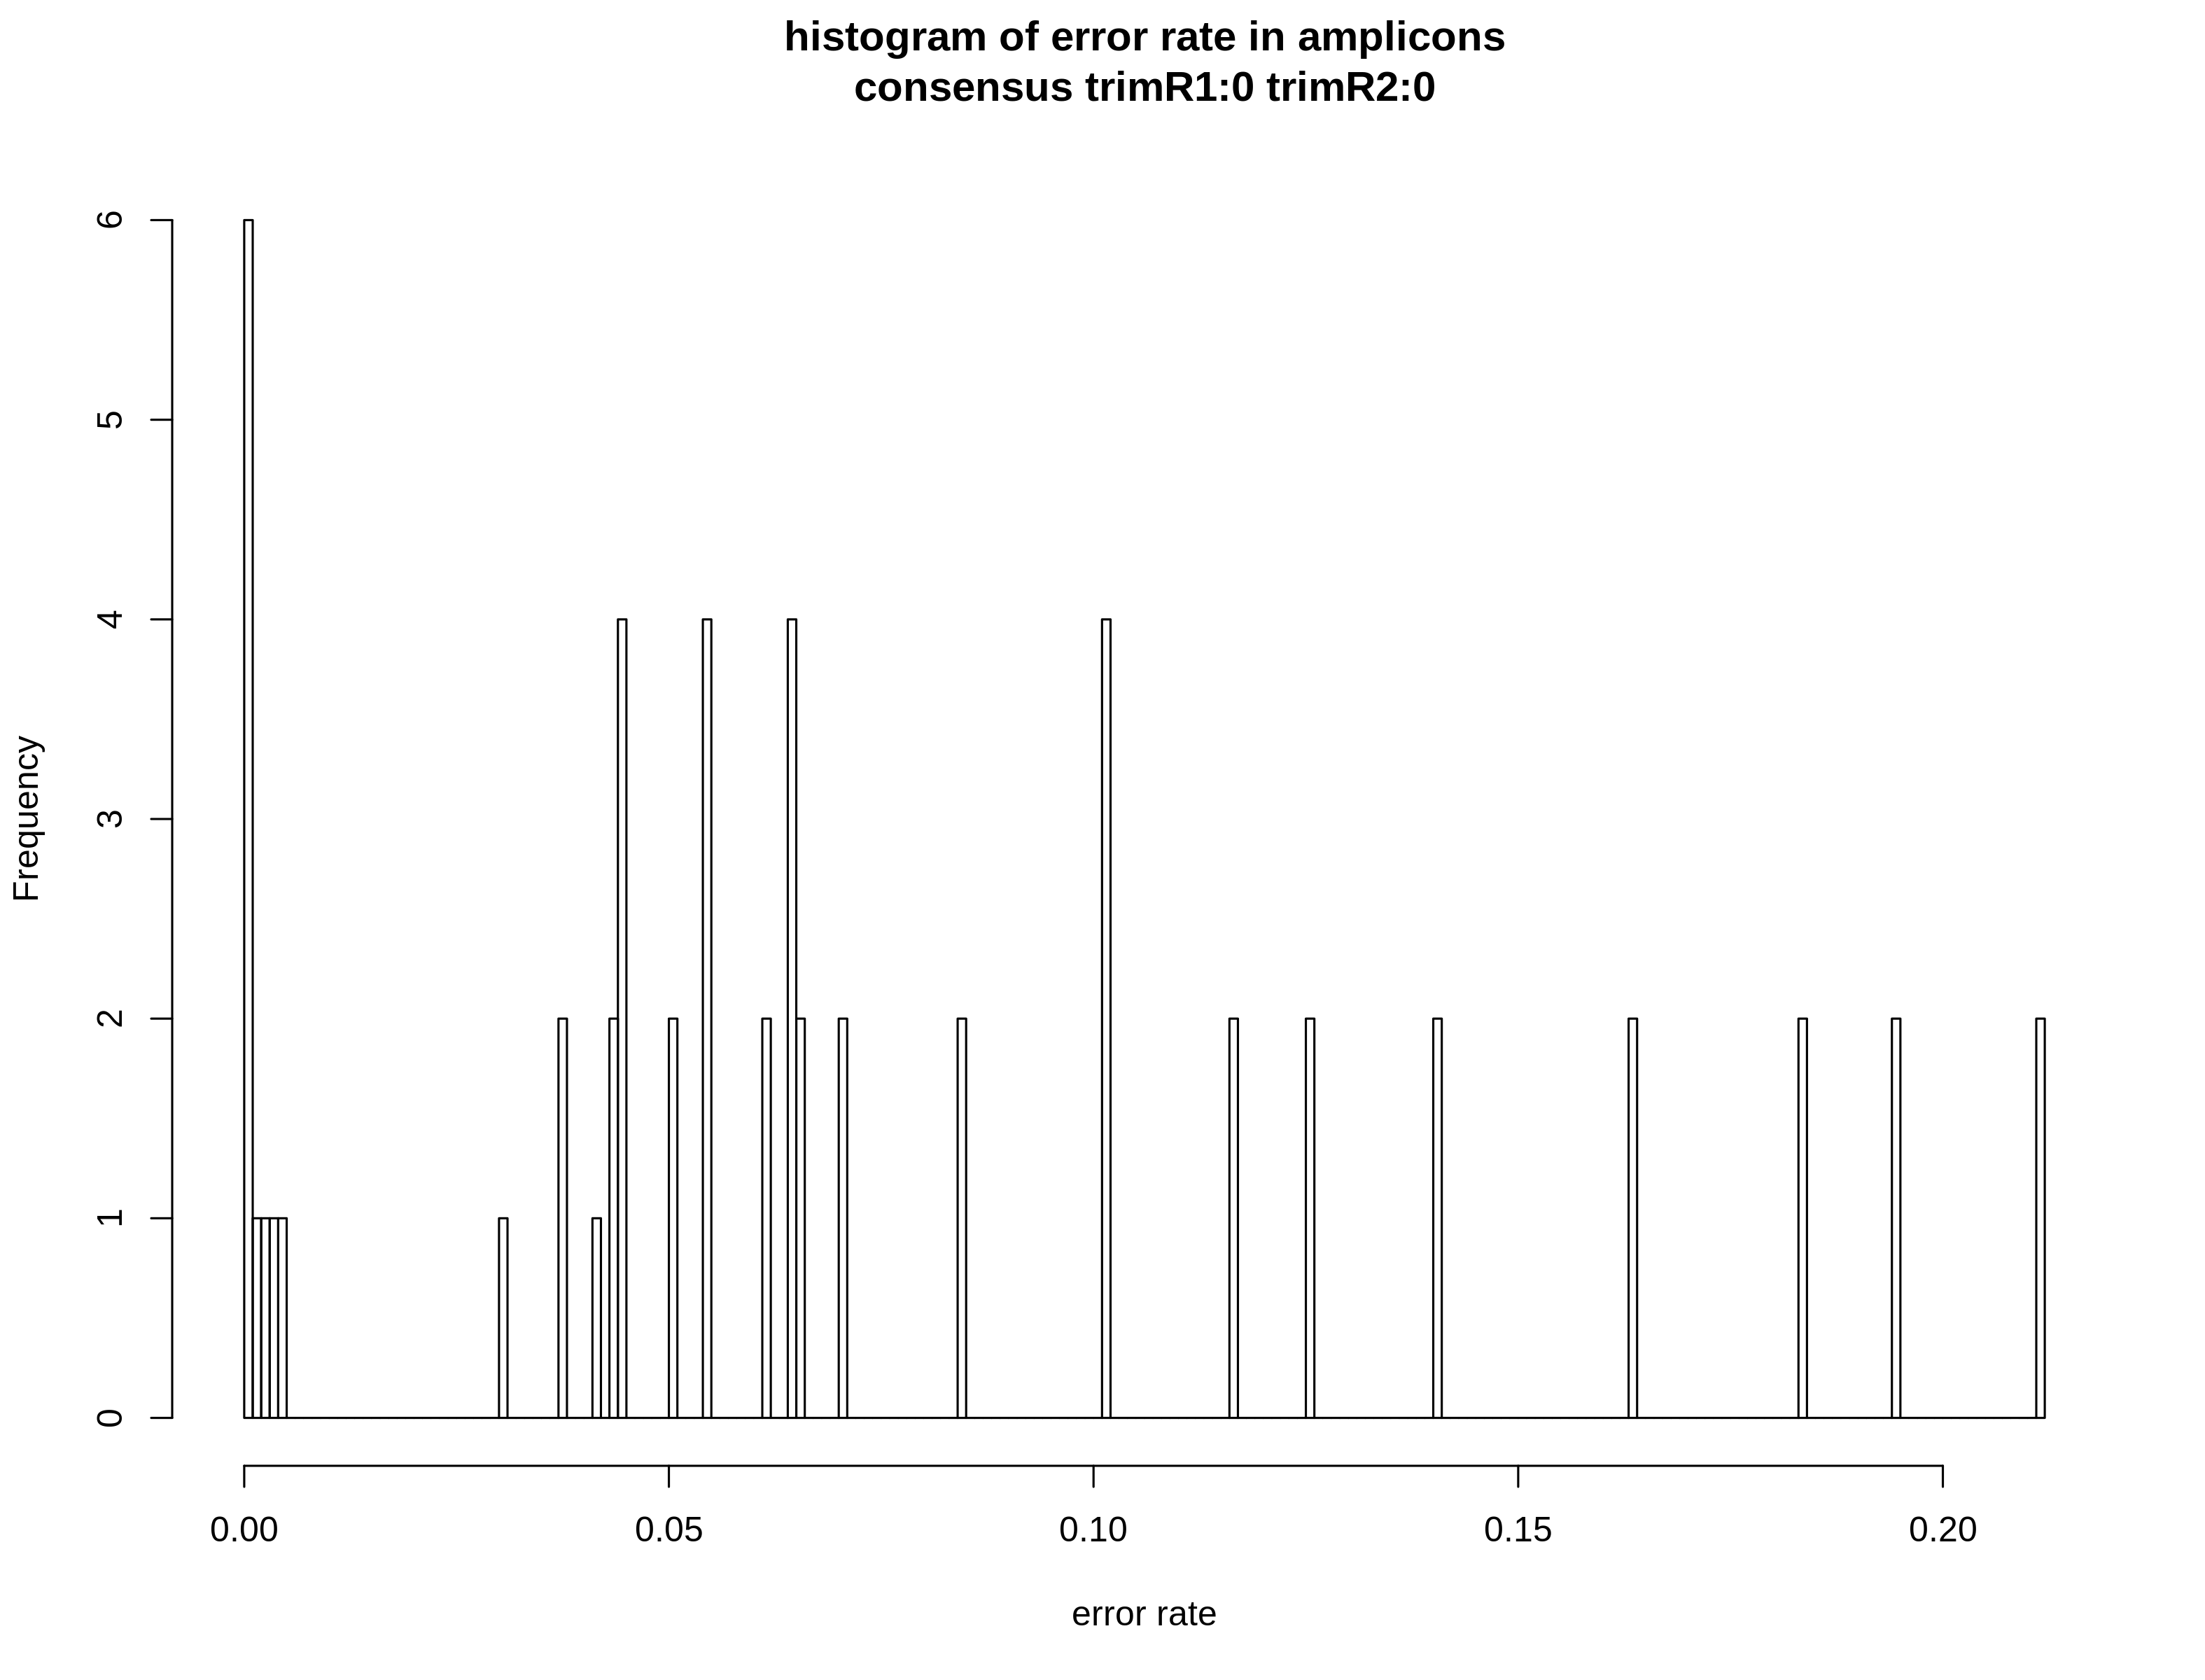 histogram of error rate in amplicons
consensus trimR1:0 trimR2:0
Frequency
6
5
4
3
2
1
0
0.00 0.05 0.10 0.15 0.20
error rate